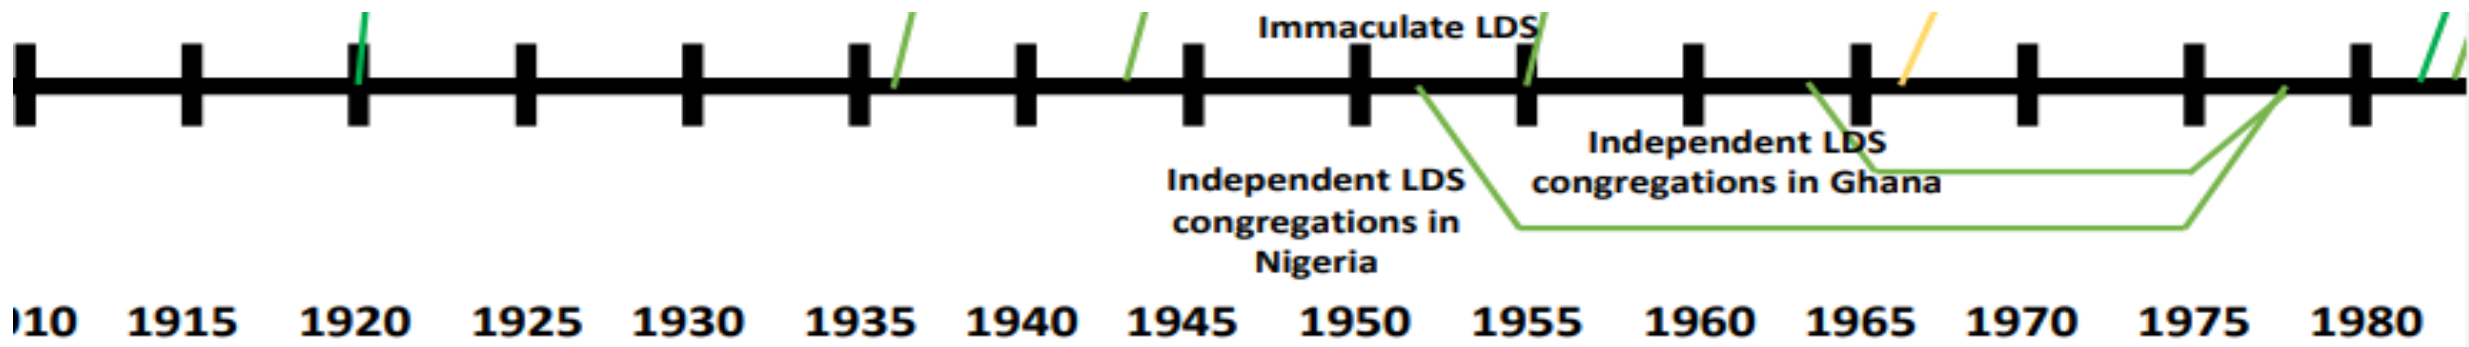 Immaculate LDS
Independent LDS
congregations in Ghana
Independent LDS
congregations in
Nigeria
10 1915 1920 1925 1930 1935 1940 1945 1950 1955 1960 1965 1970 1975 1980